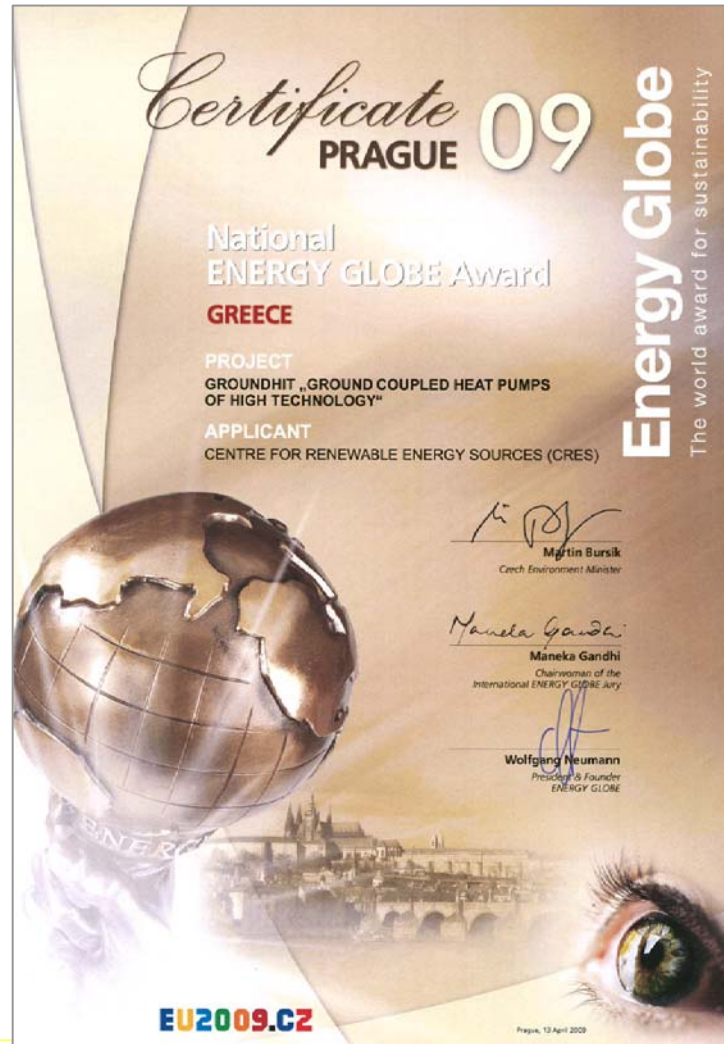 Certificate 09
PRAGUE
Energy Globe
The world award for sustainability
National
ENERGY GLOBE Award
GREECE
PROJECT
GROUNDHIT „GROUND COUPLED HEAT PUMPS
OF HIGH TECHNOLOGY“
APPLICANT
CENTRE FOR RENEWABLE ENERGY SOURCES (CRES)
Martin Bursik
Czech Environment Minister
Maneka Gandhi
Maneka Gandhi
Chairwoman of the
International ENERGY GLOBE Jury
Wolfgang Neumann
President & Founder
ENERGY GLOBE
ENERG
EU2009.CZ
Prague, 13 April 2009